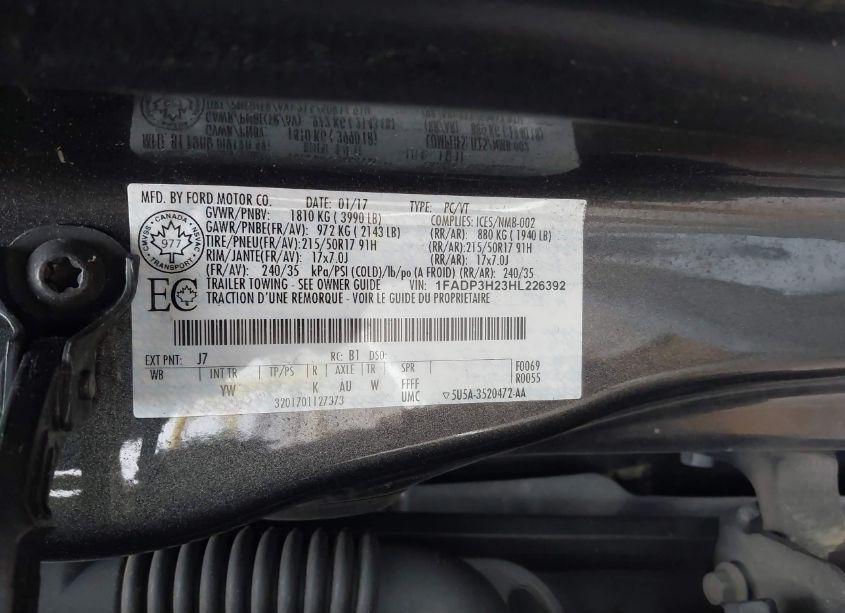 MFD. BY FORD MOTOR CO. DATE: 01/17 TYPE: PC/VT
GVWR/PNBV: 1810 KG ( 3990 LB) COMPLIES: ICES/NMB-002
GAWR/PNBE(FR/AV): 972 KG ( 2143 LB) (RR/AR): 880 KG ( 1940 LB)
TIRE/PNEU(FR/AV):215/50R17 91H (RR/AR):215/50R17 91H
RIM/JANTE(FR/AV): 17x7.0J (RR/AR): 17x7.0J
(FR/AV): 240/35 kPa/PSI (COLD)/lb/po (A FROID) / (RR/AR): 240/35
TRAILER TOWING - SEE OWNER GUIDE VIN: 1FADP3H23HL226392
TRACTION D'UNE REMORQUE - VOIR LE GUIDE DU PROPRIETAIRE
CANADA
CMVSS 977 NSVAC
TRANSPORT
EC
EXT PNT: J7 RC: B1 DSO: F0069
WB INT TR TP/PS R AXLE TR SPR R0055
YW K AU W FFFF
3201701127373 UMC ▽5U5A-3520472-AA